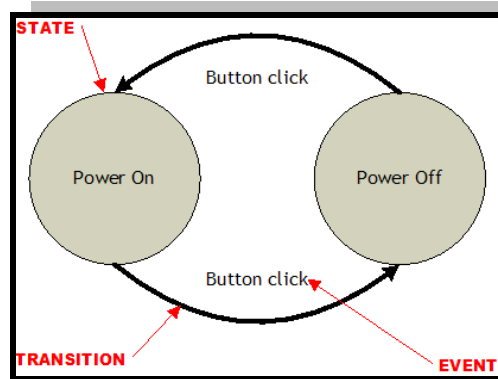 STATE
Button click
Power On
Power Off
Button click
TRANSITION
EVENT